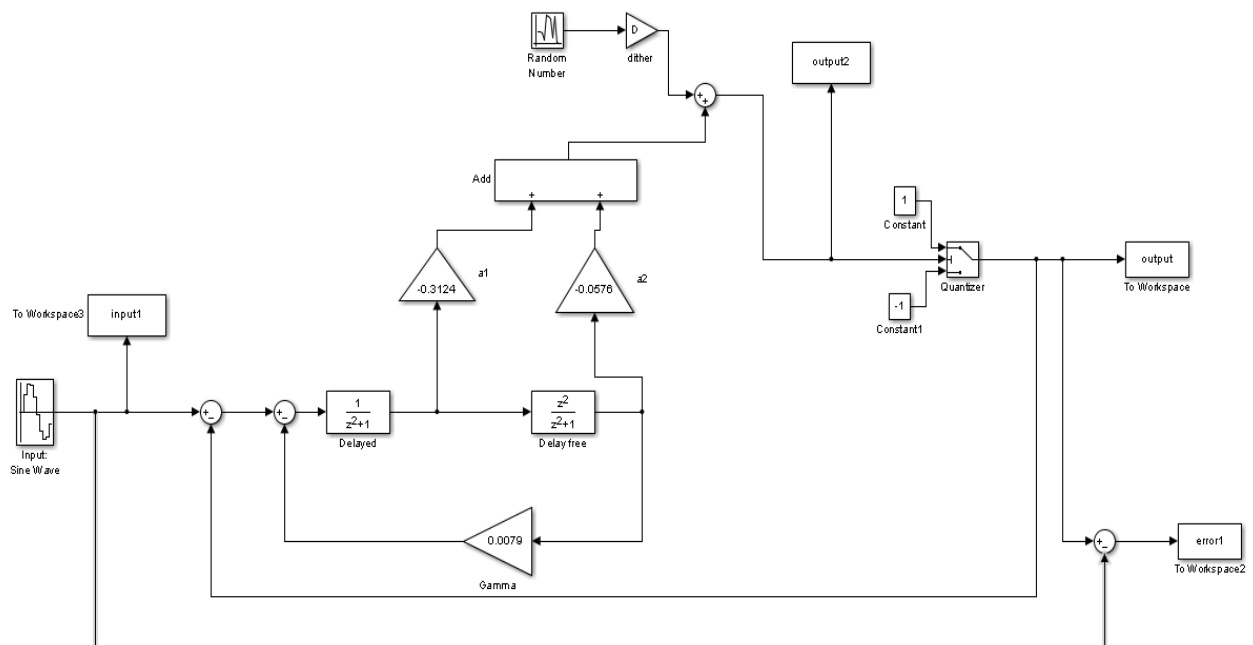 D
Random
Number
dither
output2
+
+
Add
+
+
1
Constant
-0.3124
a1
-0.0576
a2
Quantizer
output
To Workspace
-1
Constant1
To Workspace3
input1
+
-
+
-
1
z²+1
Delayed
z²
z²+1
Delay free
Input:
Sine Wave
0.0079
Gamma
+
-
error1
To Workspace2